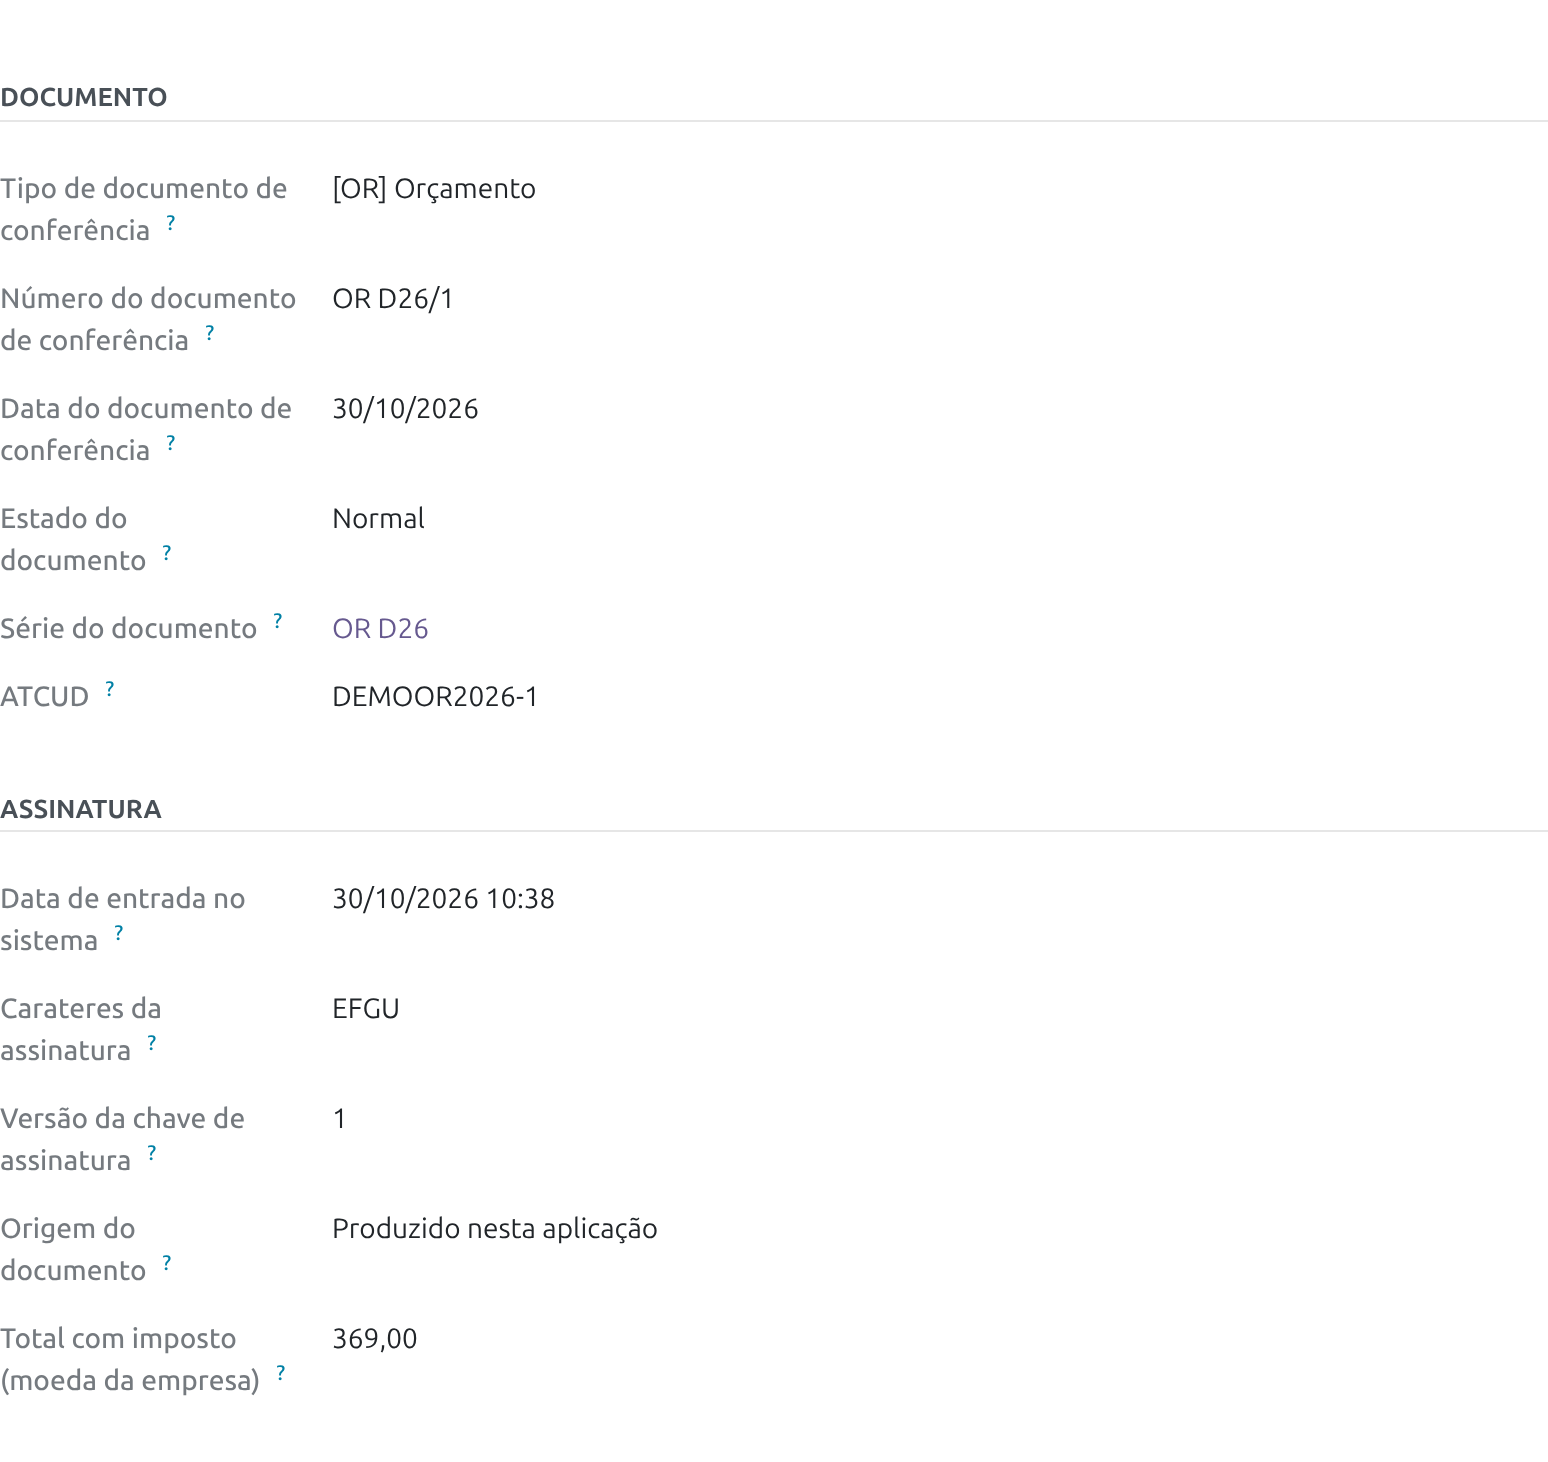 DOCUMENTO
Tipo de documento de [OR] Orçamento
conferência ?
Número do documento OR D26/1
de conferência ?
Data do documento de 30/10/2026
conferência ?
Estado do Normal
documento ?
Série do documento ? OR D26
ATCUD ? DEMOOR2026-1
ASSINATURA
Data de entrada no 30/10/2026 10:38
sistema ?
Carateres da EFGU
assinatura ?
Versão da chave de 1
assinatura ?
Origem do Produzido nesta aplicação
documento ?
Total com imposto 369,00
(moeda da empresa) ?